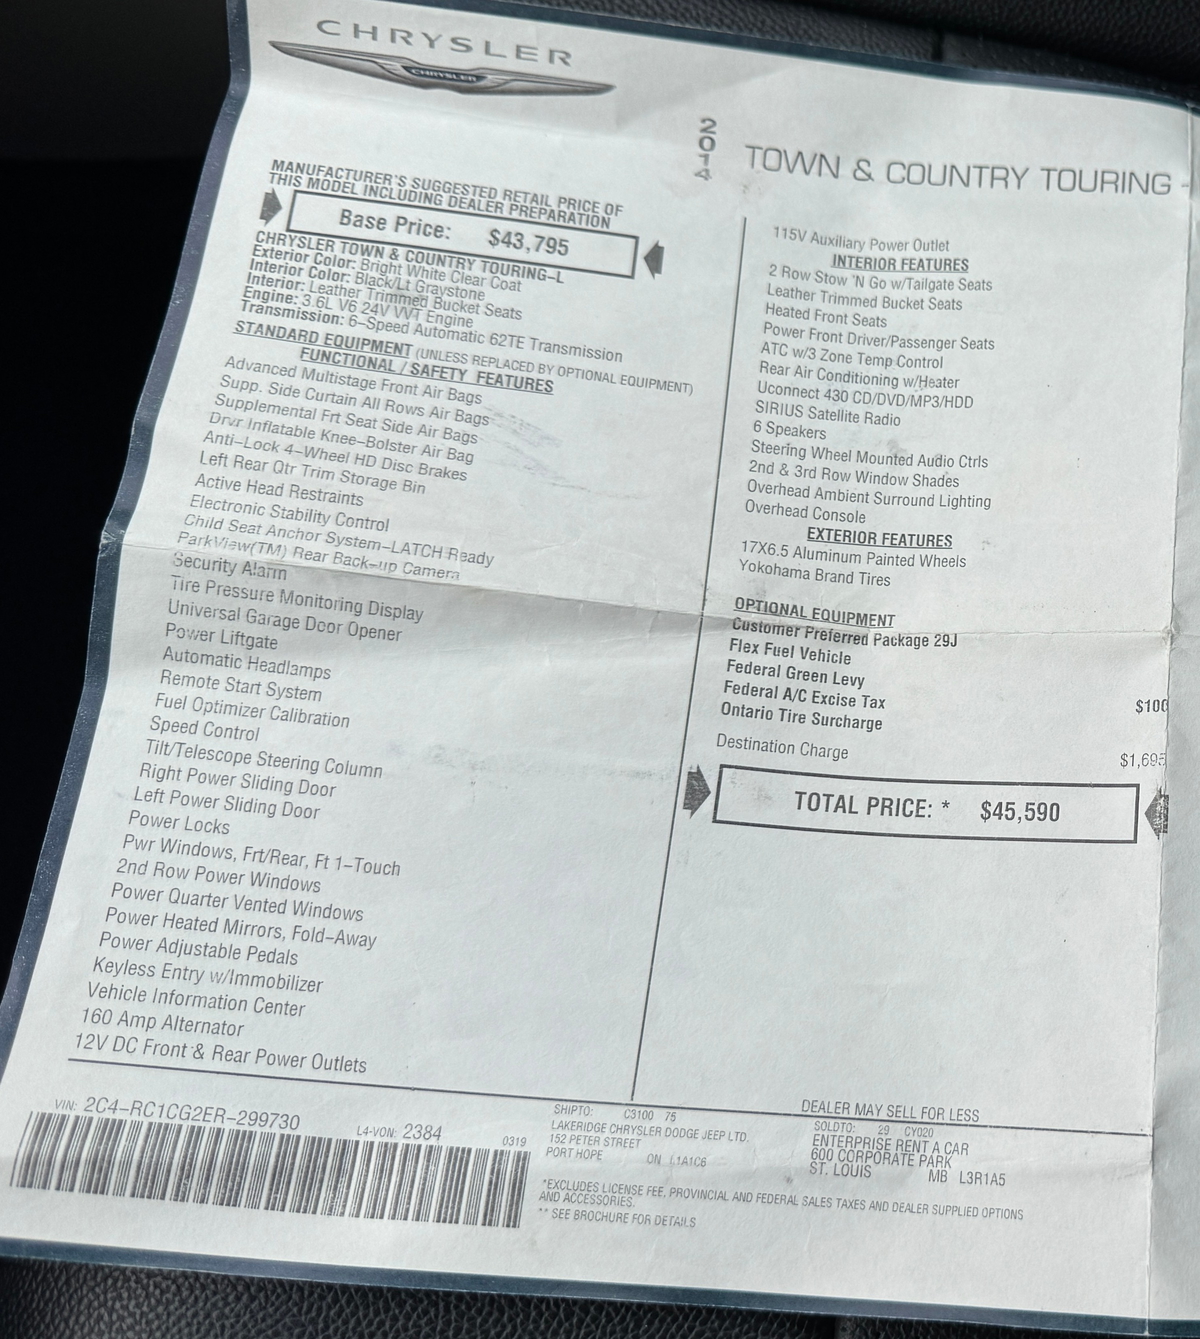 CHRYSLER
CHRYSLER
2014
TOWN & COUNTRY TOURING -
MANUFACTURER'S SUGGESTED RETAIL PRICE OF
THIS MODEL INCLUDING DEALER PREPARATION
Base Price: $43,795
CHRYSLER TOWN & COUNTRY TOURING-L
Exterior Color: Bright White Clear Coat
Interior Color: Black/Lt Graystone
Interior: Leather Trimmed Bucket Seats
Engine: 3.6L V6 24V VVT Engine
Transmission: 6-Speed Automatic 62TE Transmission
STANDARD EQUIPMENT (UNLESS REPLACED BY OPTIONAL EQUIPMENT)
FUNCTIONAL / SAFETY FEATURES
Advanced Multistage Front Air Bags
Supp. Side Curtain All Rows Air Bags
Supplemental Frt Seat Side Air Bags
Drvr Inflatable Knee-Bolster Air Bag
Anti-Lock 4-Wheel HD Disc Brakes
Left Rear Qtr Trim Storage Bin
Active Head Restraints
Electronic Stability Control
Child Seat Anchor System-LATCH Ready
ParkView(TM) Rear Back-up Camera
Security Alarm
Tire Pressure Monitoring Display
Universal Garage Door Opener
Power Liftgate
Automatic Headlamps
Remote Start System
Fuel Optimizer Calibration
Speed Control
Tilt/Telescope Steering Column
Right Power Sliding Door
Left Power Sliding Door
Power Locks
Pwr Windows, Frt/Rear, Ft 1-Touch
2nd Row Power Windows
Power Quarter Vented Windows
Power Heated Mirrors, Fold-Away
Power Adjustable Pedals
Keyless Entry w/Immobilizer
Vehicle Information Center
160 Amp Alternator
12V DC Front & Rear Power Outlets
115V Auxiliary Power Outlet
INTERIOR FEATURES
2 Row Stow 'N Go w/Tailgate Seats
Leather Trimmed Bucket Seats
Heated Front Seats
Power Front Driver/Passenger Seats
ATC w/3 Zone Temp Control
Rear Air Conditioning w/Heater
Uconnect 430 CD/DVD/MP3/HDD
SIRIUS Satellite Radio
6 Speakers
Steering Wheel Mounted Audio Ctrls
2nd & 3rd Row Window Shades
Overhead Ambient Surround Lighting
Overhead Console
EXTERIOR FEATURES
17X6.5 Aluminum Painted Wheels
Yokohama Brand Tires
OPTIONAL EQUIPMENT
Customer Preferred Package 29J
Flex Fuel Vehicle
Federal Green Levy
Federal A/C Excise Tax $100
Ontario Tire Surcharge
Destination Charge $1,695
TOTAL PRICE: * $45,590
VIN: 2C4-RC1CG2ER-299730
L4-VON: 2384
0319
SHIPTO: C3100 75
LAKERIDGE CHRYSLER DODGE JEEP LTD.
152 PETER STREET
PORT HOPE ON L1A1C6
DEALER MAY SELL FOR LESS
SOLDTO: 29 CY020
ENTERPRISE RENT A CAR
600 CORPORATE PARK
ST. LOUIS MB L3R1A5
*EXCLUDES LICENSE FEE, PROVINCIAL AND FEDERAL SALES TAXES AND DEALER SUPPLIED OPTIONS
AND ACCESSORIES.
** SEE BROCHURE FOR DETAILS